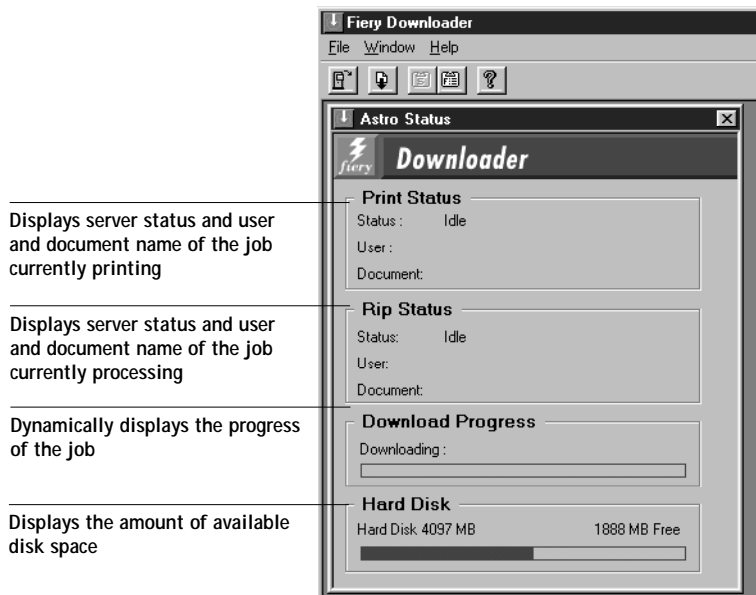 Fiery Downloader
File Window Help
Astro Status
fiery Downloader
Displays server status and user
and document name of the job
currently printing
Print Status
Status : Idle
User :
Document:
Displays server status and user
and document name of the job
currently processing
Rip Status
Status: Idle
User:
Document:
Dynamically displays the progress
of the job
Download Progress
Downloading :
Displays the amount of available
disk space
Hard Disk
Hard Disk 4097 MB 1888 MB Free